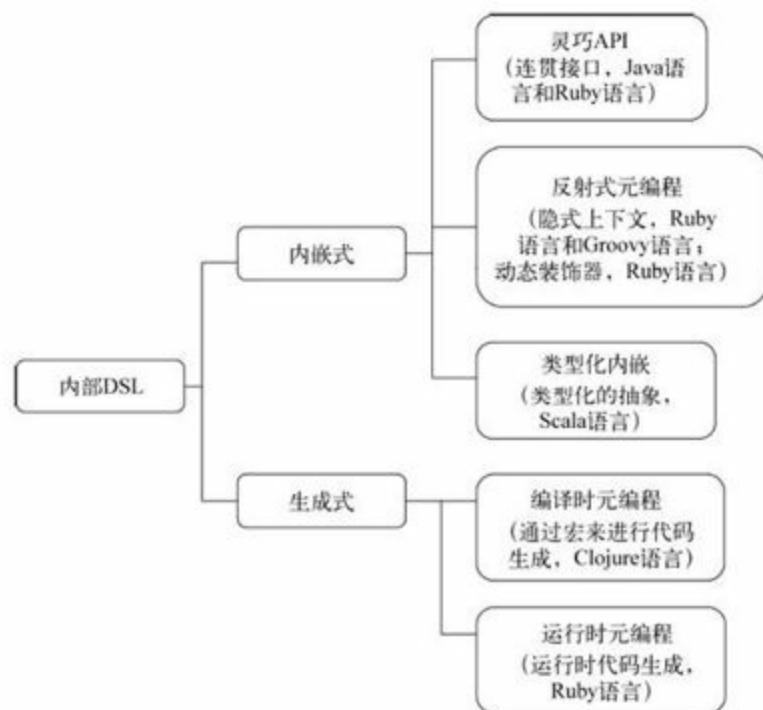 内部DSL
内嵌式
灵巧API
（连贯接口，Java语
言和Ruby语言）
反射式元编程
（隐式上下文，Ruby
语言和Groovy语言；
动态装饰器，Ruby语言）
类型化内嵌
（类型化的抽象，
Scala语言）
生成式
编译时元编程
（通过宏来进行代码
生成，Clojure语言）
运行时元编程
（运行时代码生成，
Ruby语言）